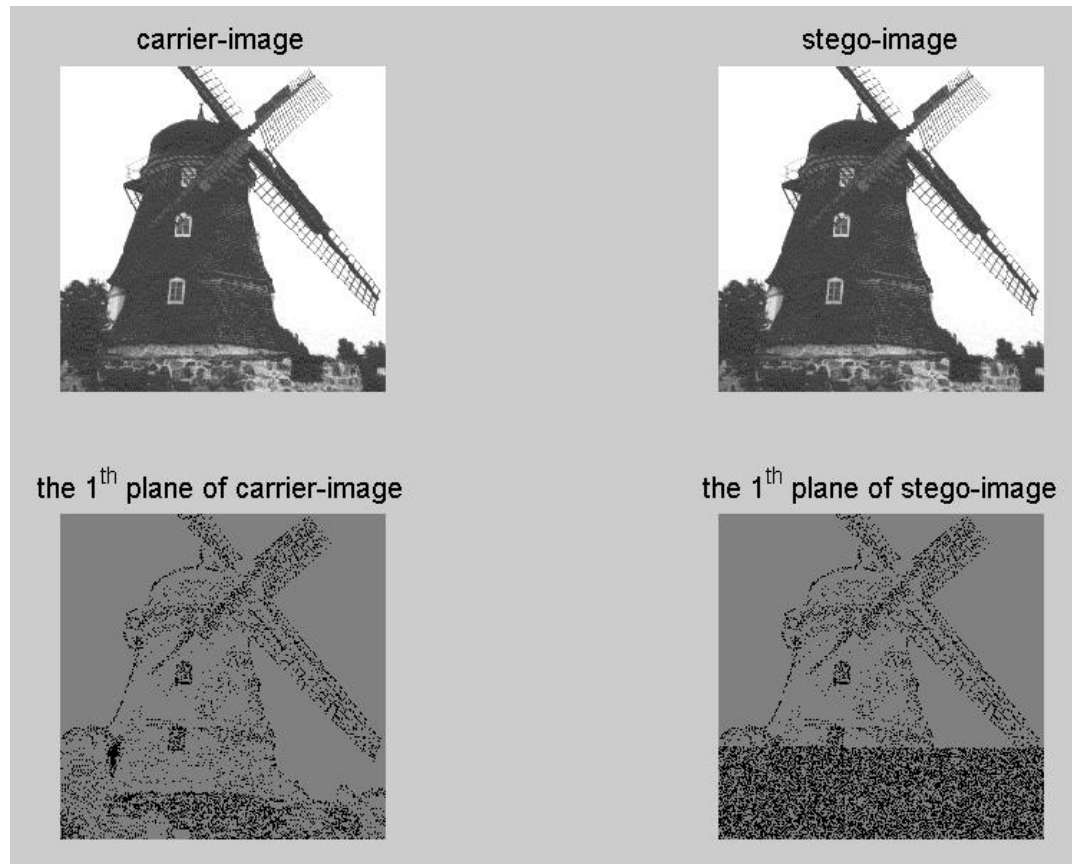 carrier-image
stego-image
the 1th plane of carrier-image
the 1th plane of stego-image